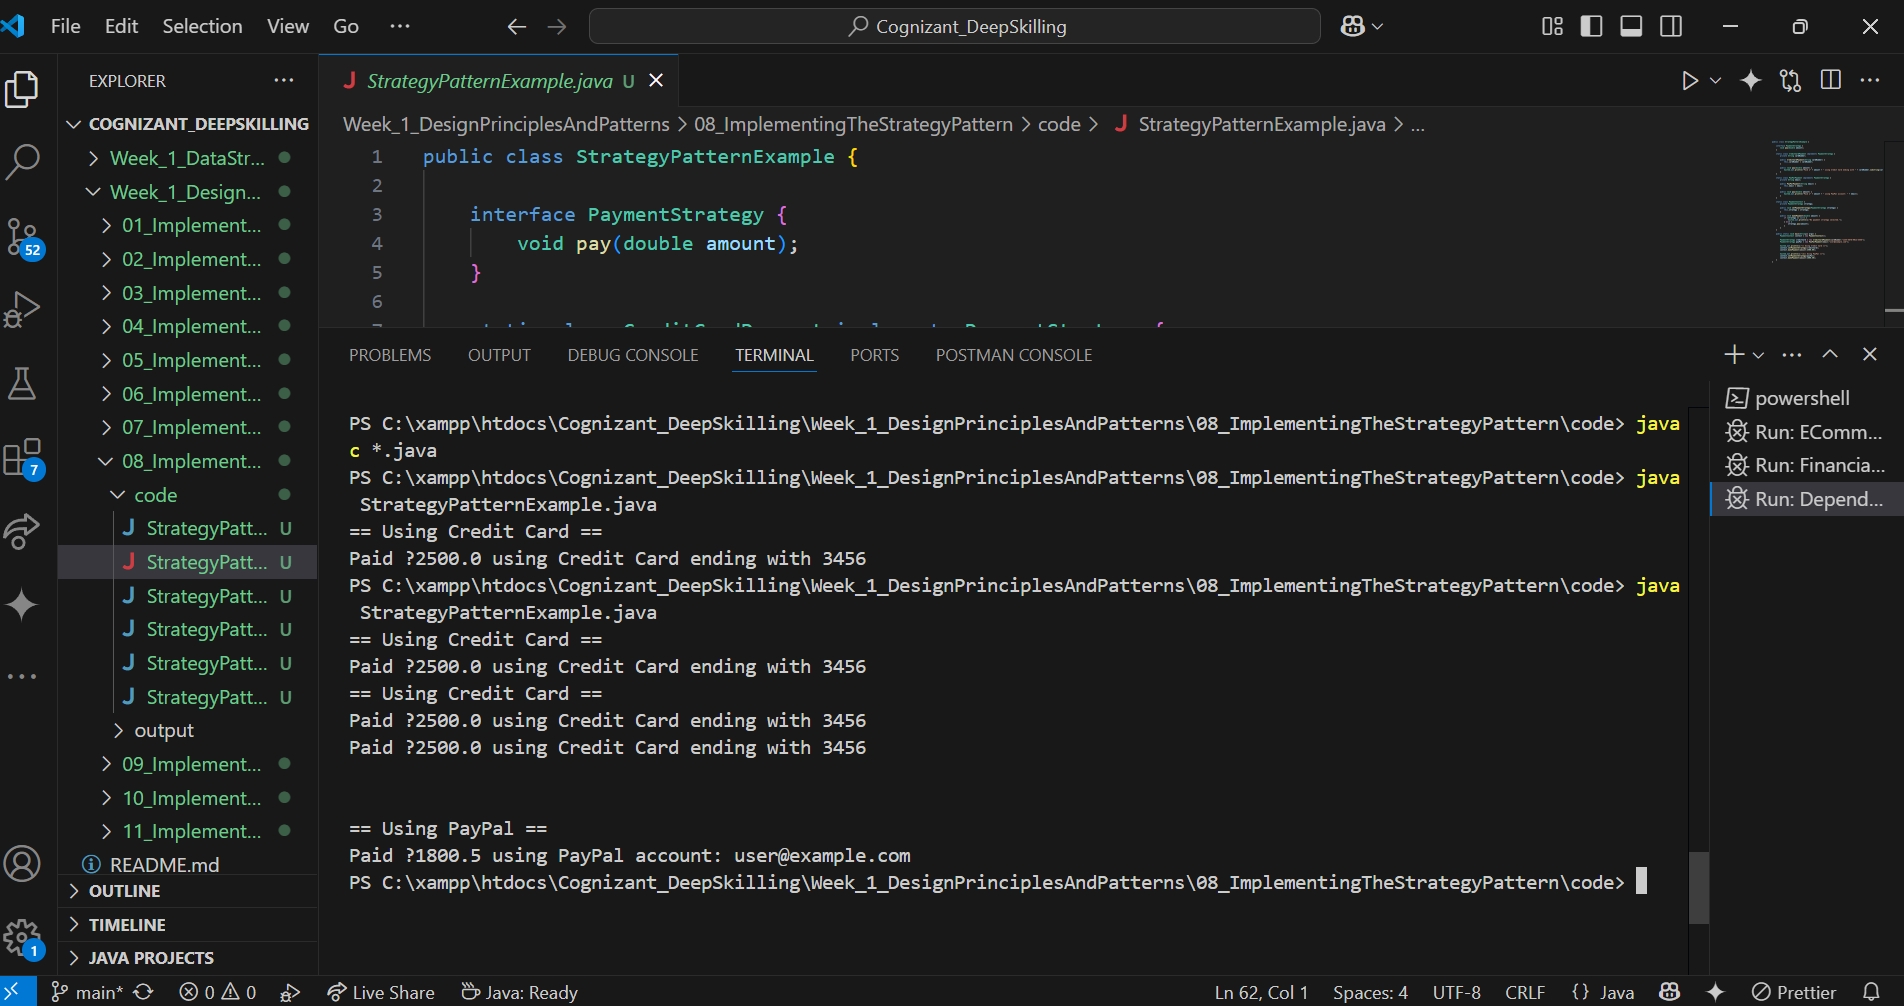 File Edit Selection View Go ...
Cognizant_DeepSkilling
EXPLORER
COGNIZANT_DEEPSKILLING
Week_1_DataStr...
Week_1_Design...
01_Implement...
02_Implement...
03_Implement...
04_Implement...
05_Implement...
06_Implement...
07_Implement...
08_Implement...
code
StrategyPatt... U
StrategyPatt... U
StrategyPatt... U
StrategyPatt... U
StrategyPatt... U
StrategyPatt... U
output
09_Implement...
10_Implement...
11_Implement...
README.md
OUTLINE
TIMELINE
JAVA PROJECTS
52
7
1
StrategyPatternExample.java U
Week_1_DesignPrinciplesAndPatterns > 08_ImplementingTheStrategyPattern > code > StrategyPatternExample.java > ...
1 public class StrategyPatternExample {
2
3 interface PaymentStrategy {
4 void pay(double amount);
5 }
6
PROBLEMS OUTPUT DEBUG CONSOLE TERMINAL PORTS POSTMAN CONSOLE
PS C:\xampp\htdocs\Cognizant_DeepSkilling\Week_1_DesignPrinciplesAndPatterns\08_ImplementingTheStrategyPattern\code> java
c *.java
PS C:\xampp\htdocs\Cognizant_DeepSkilling\Week_1_DesignPrinciplesAndPatterns\08_ImplementingTheStrategyPattern\code> java
StrategyPatternExample.java
== Using Credit Card ==
Paid ?2500.0 using Credit Card ending with 3456
PS C:\xampp\htdocs\Cognizant_DeepSkilling\Week_1_DesignPrinciplesAndPatterns\08_ImplementingTheStrategyPattern\code> java
StrategyPatternExample.java
== Using Credit Card ==
Paid ?2500.0 using Credit Card ending with 3456
== Using Credit Card ==
Paid ?2500.0 using Credit Card ending with 3456
Paid ?2500.0 using Credit Card ending with 3456
== Using PayPal ==
Paid ?1800.5 using PayPal account: user@example.com
PS C:\xampp\htdocs\Cognizant_DeepSkilling\Week_1_DesignPrinciplesAndPatterns\08_ImplementingTheStrategyPattern\code>
powershell
Run: EComm...
Run: Financia...
Run: Depend...
main* 0 0 Live Share Java: Ready Ln 62, Col 1 Spaces: 4 UTF-8 CRLF {} Java Prettier